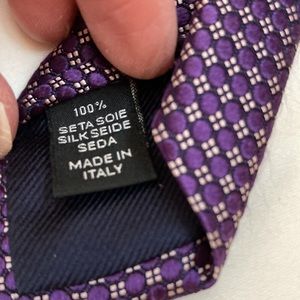 100%
SETA SOIE
SILK SEIDE
SEDA
MADE IN
ITALY